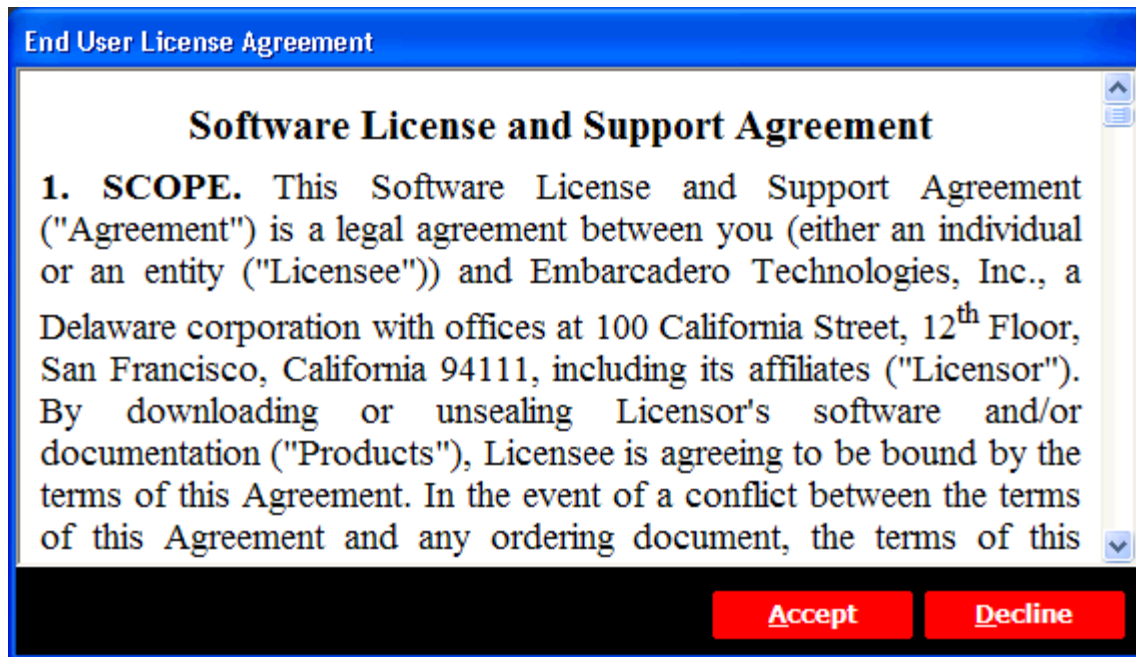 End User License Agreement
Software License and Support Agreement
1. SCOPE. This Software License and Support Agreement
("Agreement") is a legal agreement between you (either an individual
or an entity ("Licensee")) and Embarcadero Technologies, Inc., a
Delaware corporation with offices at 100 California Street, 12th Floor,
San Francisco, California 94111, including its affiliates ("Licensor").
By downloading or unsealing Licensor's software and/or
documentation ("Products"), Licensee is agreeing to be bound by the
terms of this Agreement. In the event of a conflict between the terms
of this Agreement and any ordering document, the terms of this
Accept Decline